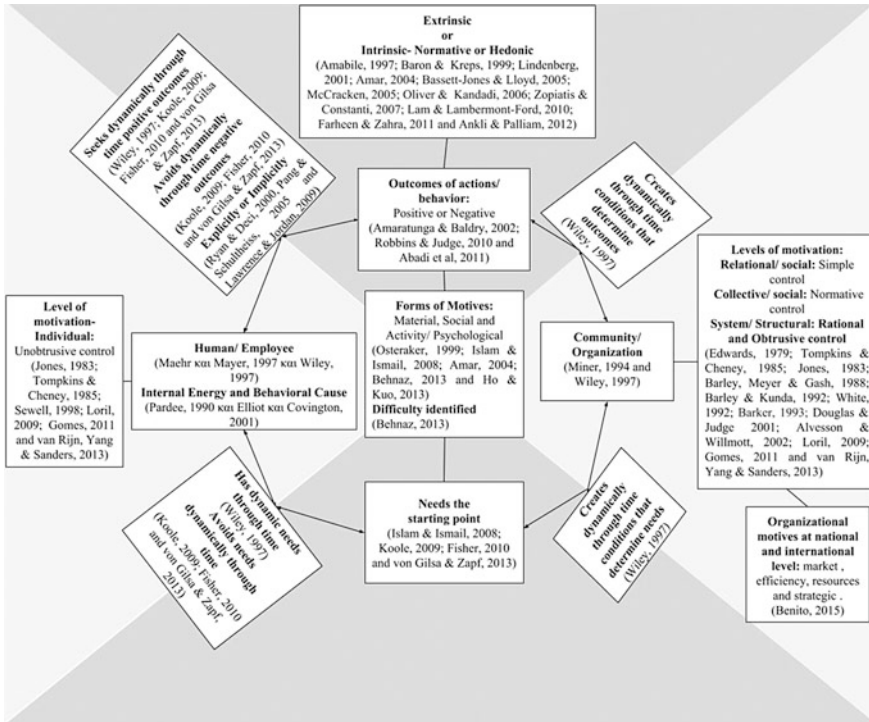 Extrinsic
or
Intrinsic- Normative or Hedonic
(Amabile, 1997; Baron & Kreps, 1999; Lindenberg,
2001; Amar, 2004; Bassett-Jones & Lloyd, 2005;
McCracken, 2005; Oliver & Kandadi, 2006; Zopiatis &
Constanti, 2007; Lam & Lambermont-Ford, 2010;
Farheen & Zahra, 2011 and Ankli & Palliam, 2012)
Seeks dynamically through
time positive outcomes
(Wiley, 1997; Koole, 2009;
Fisher, 2010 and von Gilsa
& Zapf, 2013)
Avoids dynamically
through time negative
outcomes
(Koole, 2009; Fisher, 2010
and von Gilsa & Zapf, 2013)
Explicitly or Implicitly
(Ryan & Deci, 2000, Pang &
Schultheiss, 2005 and
Lawrence & Jordan, 2009)
Outcomes of actions/
behavior:
Positive or Negative
(Amaratunga & Baldry, 2002;
Robbins & Judge, 2010 and
Abadi et al, 2011)
Creates
dynamically
through time
conditions that
determine
outcomes
(Wiley, 1997)
Level of
motivation-
Individual:
Unobtrusive control
(Jones, 1983;
Tompkins &
Cheney, 1985;
Sewell, 1998; Loril,
2009; Gomes, 2011
and van Rijn, Yang
& Sanders, 2013)
Human/ Employee
(Maehr και Mayer, 1997 και Wiley,
1997)
Internal Energy and Behavioral Cause
(Pardee, 1990 και Elliot και Covington,
2001)
Forms of Motives:
Material, Social and
Activity/ Psychological
(Osteraker, 1999; Islam &
Ismail, 2008; Amar, 2004;
Behnaz, 2013 and Ho &
Kuo, 2013)
Difficulty identified
(Behnaz, 2013)
Community/
Organization
(Miner, 1994 and
Wiley, 1997)
Levels of motivation:
Relational/ social: Simple
control
Collective/ social: Normative
control
System/ Structural: Rational
and Obtrusive control
(Edwards, 1979; Tompkins &
Cheney, 1985; Jones, 1983;
Barley, Meyer & Gash, 1988;
Barley & Kunda, 1992; White,
1992; Barker, 1993; Douglas &
Judge 2001; Alvesson &
Willmott, 2002; Loril, 2009;
Gomes, 2011 and van Rijn,
Yang & Sanders, 2013)
Has dynamic needs
through time
(Wiley, 1997)
Avoids needs
dynamically through
time
(Koole, 2009; Fisher, 2010
and von Gilsa & Zapf,
2013)
Needs the
starting point
(Islam & Ismail, 2008;
Koole, 2009; Fisher, 2010
and von Gilsa & Zapf, 2013)
Creates
dynamically
through time
conditions that
determine needs
(Wiley, 1997)
Organizational
motives at national
and international
level: market ,
efficiency, resources
and strategic .
(Benito, 2015)